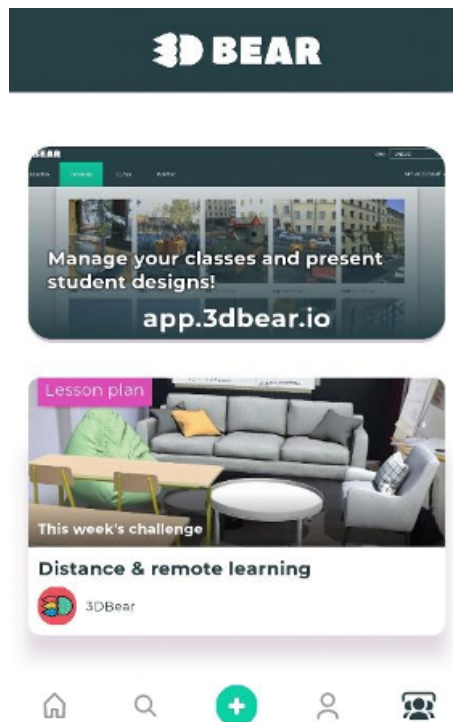 3D BEAR
BEAR
Manage your classes and present
student designs!
app.3dbear.io
Lesson plan
This week's challenge
Distance & remote learning
3DBear